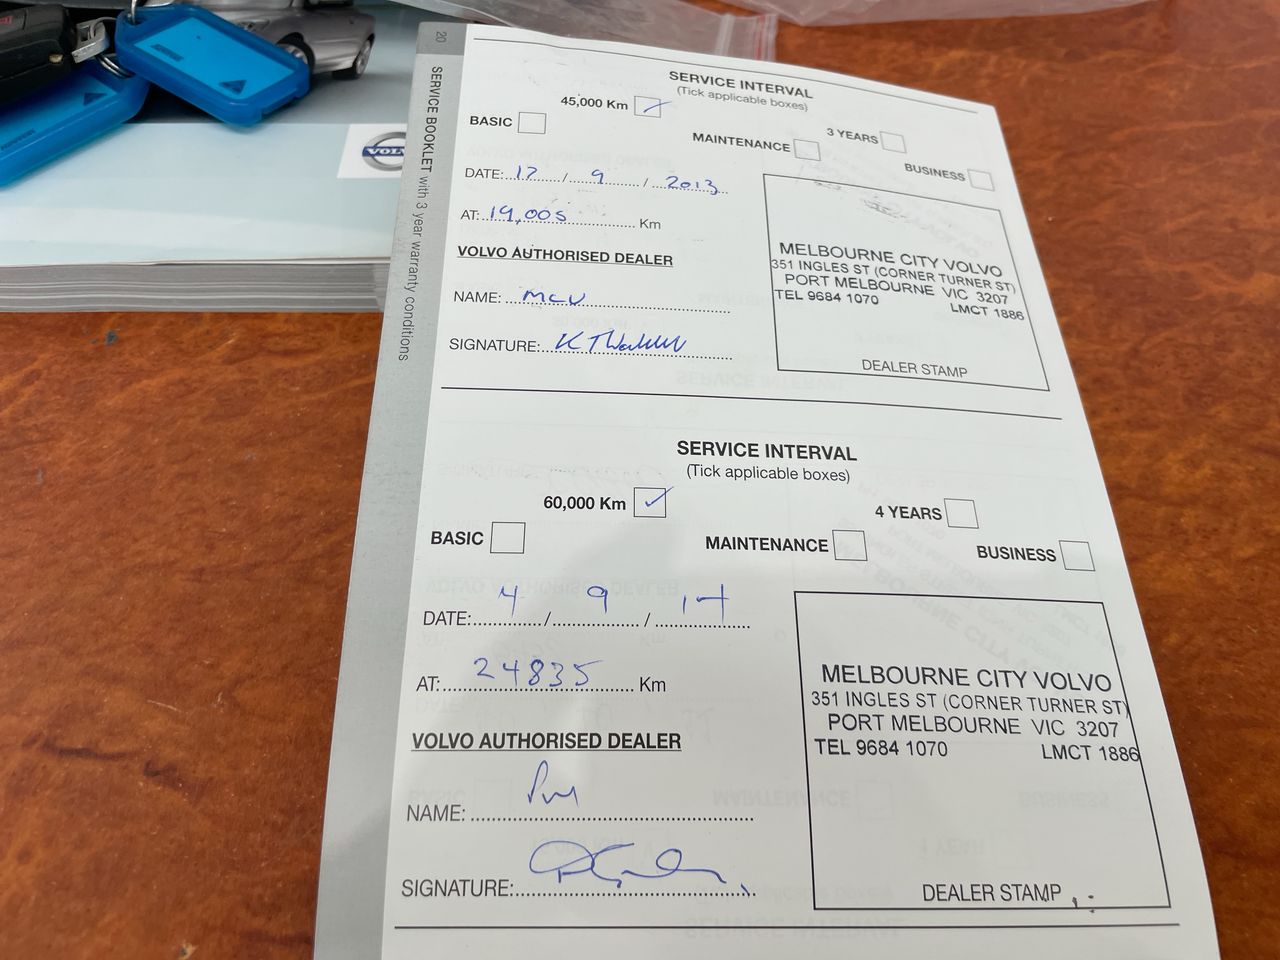 20
SERVICE BOOKLET with 3 year warranty conditions
VOLV
SERVICE INTERVAL
(Tick applicable boxes)
45,000 Km
3 YEARS
BASIC
MAINTENANCE
BUSINESS
DATE: 17 / 9 / 2013
AT: 19,005 Km
VOLVO AUTHORISED DEALER
NAME: MCV
SIGNATURE:
MELBOURNE CITY VOLVO
351 INGLES ST (CORNER TURNER ST)
PORT MELBOURNE VIC 3207
TEL 9684 1070 LMCT 1886
DEALER STAMP
SERVICE INTERVAL
(Tick applicable boxes)
60,000 Km
4 YEARS
BASIC
MAINTENANCE
BUSINESS
DATE: 4 / 9 / 14
AT: 24835 Km
VOLVO AUTHORISED DEALER
NAME:
SIGNATURE:
MELBOURNE CITY VOLVO
351 INGLES ST (CORNER TURNER ST)
PORT MELBOURNE VIC 3207
TEL 9684 1070 LMCT 1886
DEALER STAMP